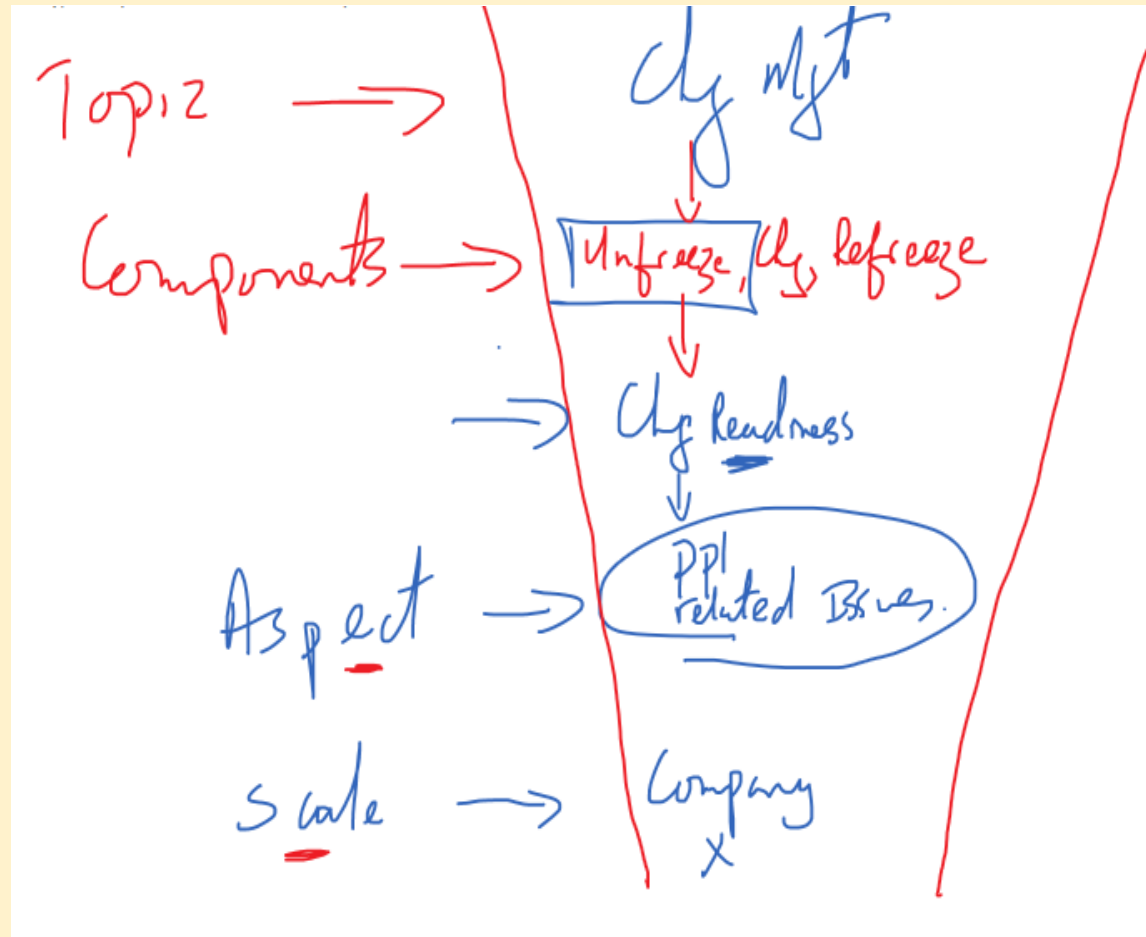 Topic → Chg Mgt
Components → Unfreeze, Chg, Refreeze
→ Chg Readiness
Aspect → PPl
related Issues.
Scale → Company
X